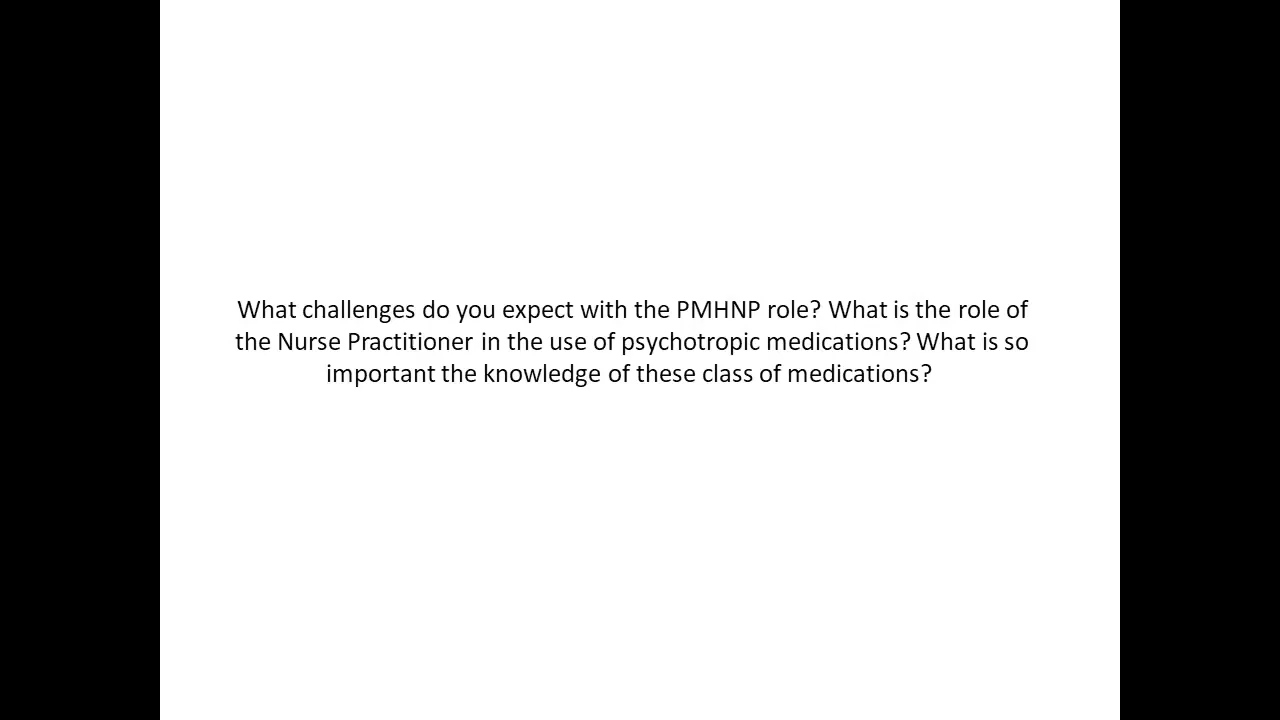 What challenges do you expect with the PMHNP role? What is the role of
the Nurse Practitioner in the use of psychotropic medications? What is so
important the knowledge of these class of medications?